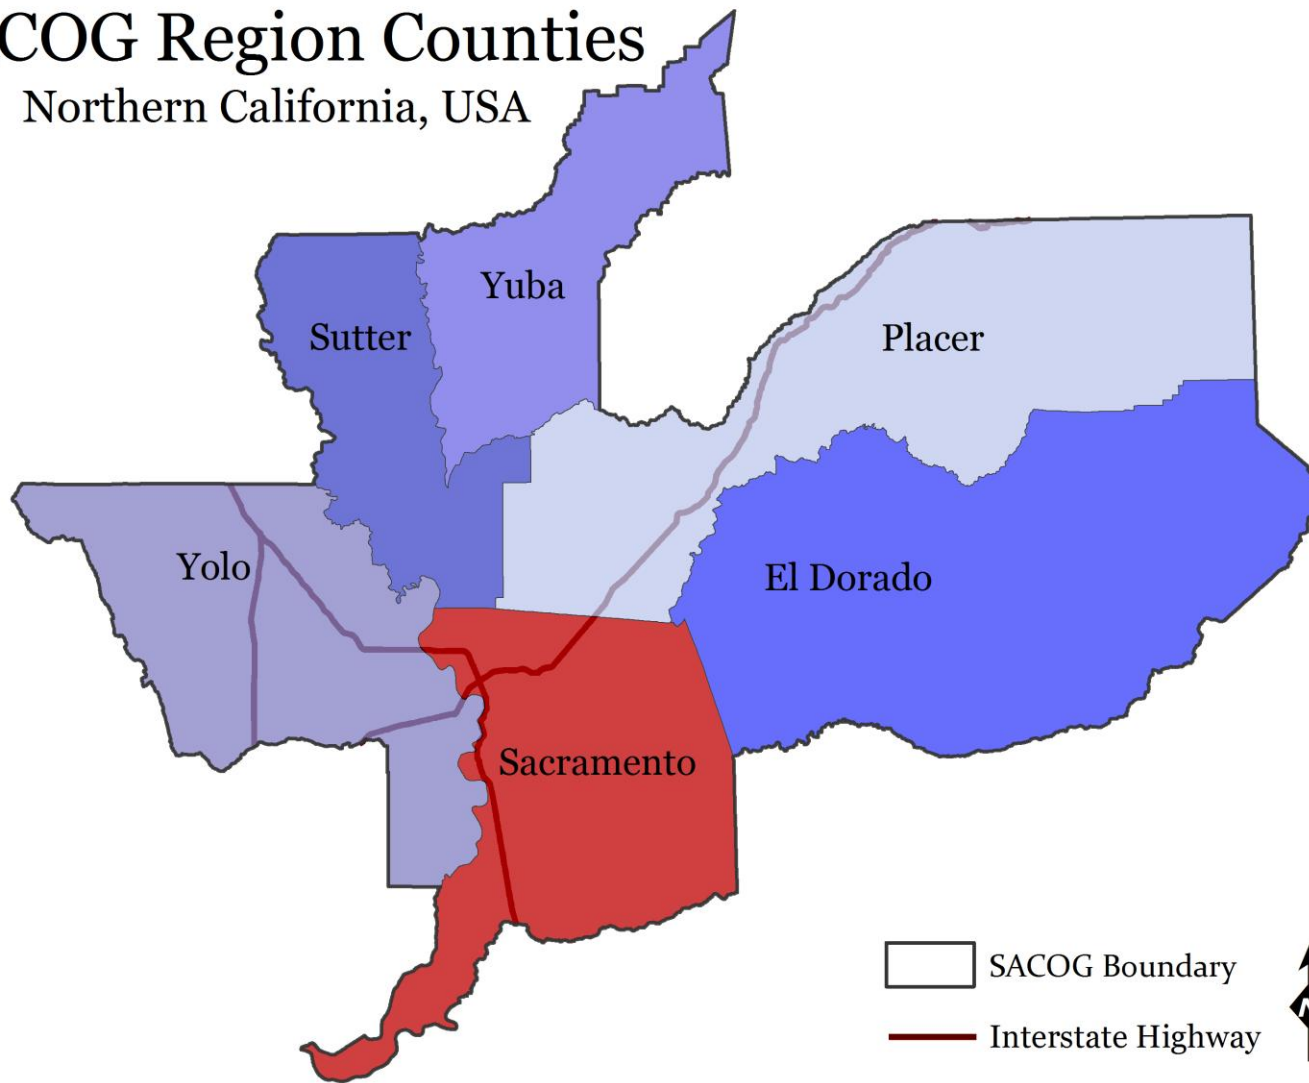 COG Region Counties
Northern California, USA
Yuba
Sutter
Placer
Yolo
El Dorado
Sacramento
SACOG Boundary
Interstate Highway
N